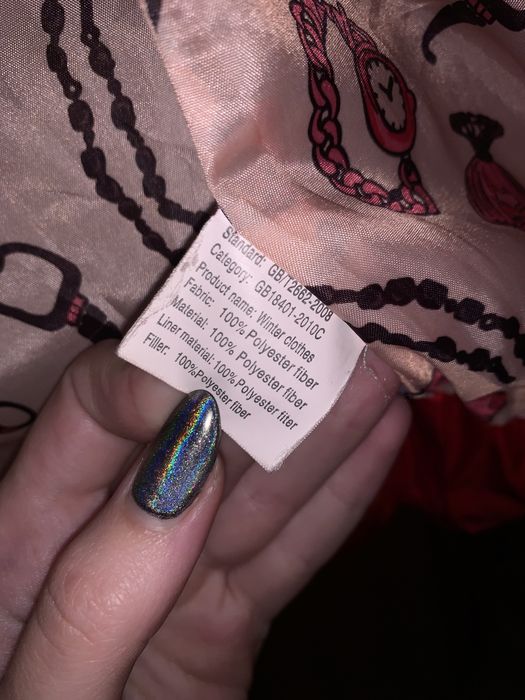 Standard: GB/T2662-2008
Category: GB18401-2010C
Product name: Winter clothes
Fabric: 100% Polyester fiber
Material: 100% Polyester fiber
Liner material: 100% Polyester fiter
Filler: 100%Polyester fiber